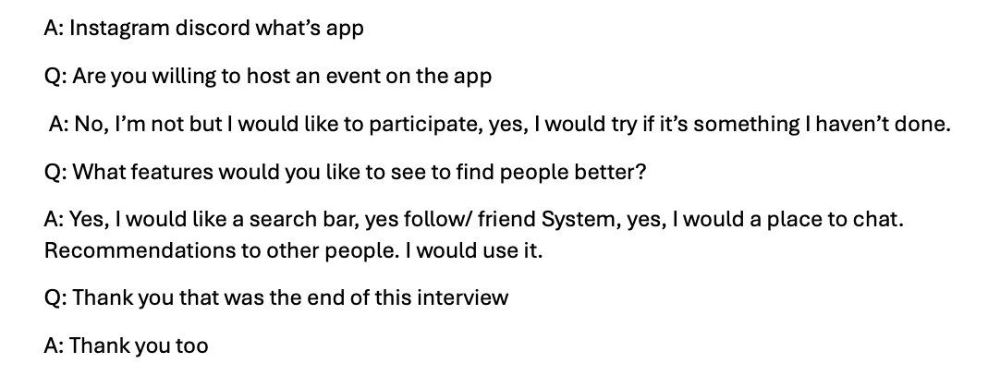 A: Instagram discord what’s app
Q: Are you willing to host an event on the app
A: No, I’m not but I would like to participate, yes, I would try if it’s something I haven’t done.
Q: What features would you like to see to find people better?
A: Yes, I would like a search bar, yes follow/ friend System, yes, I would a place to chat.
Recommendations to other people. I would use it.
Q: Thank you that was the end of this interview
A: Thank you too